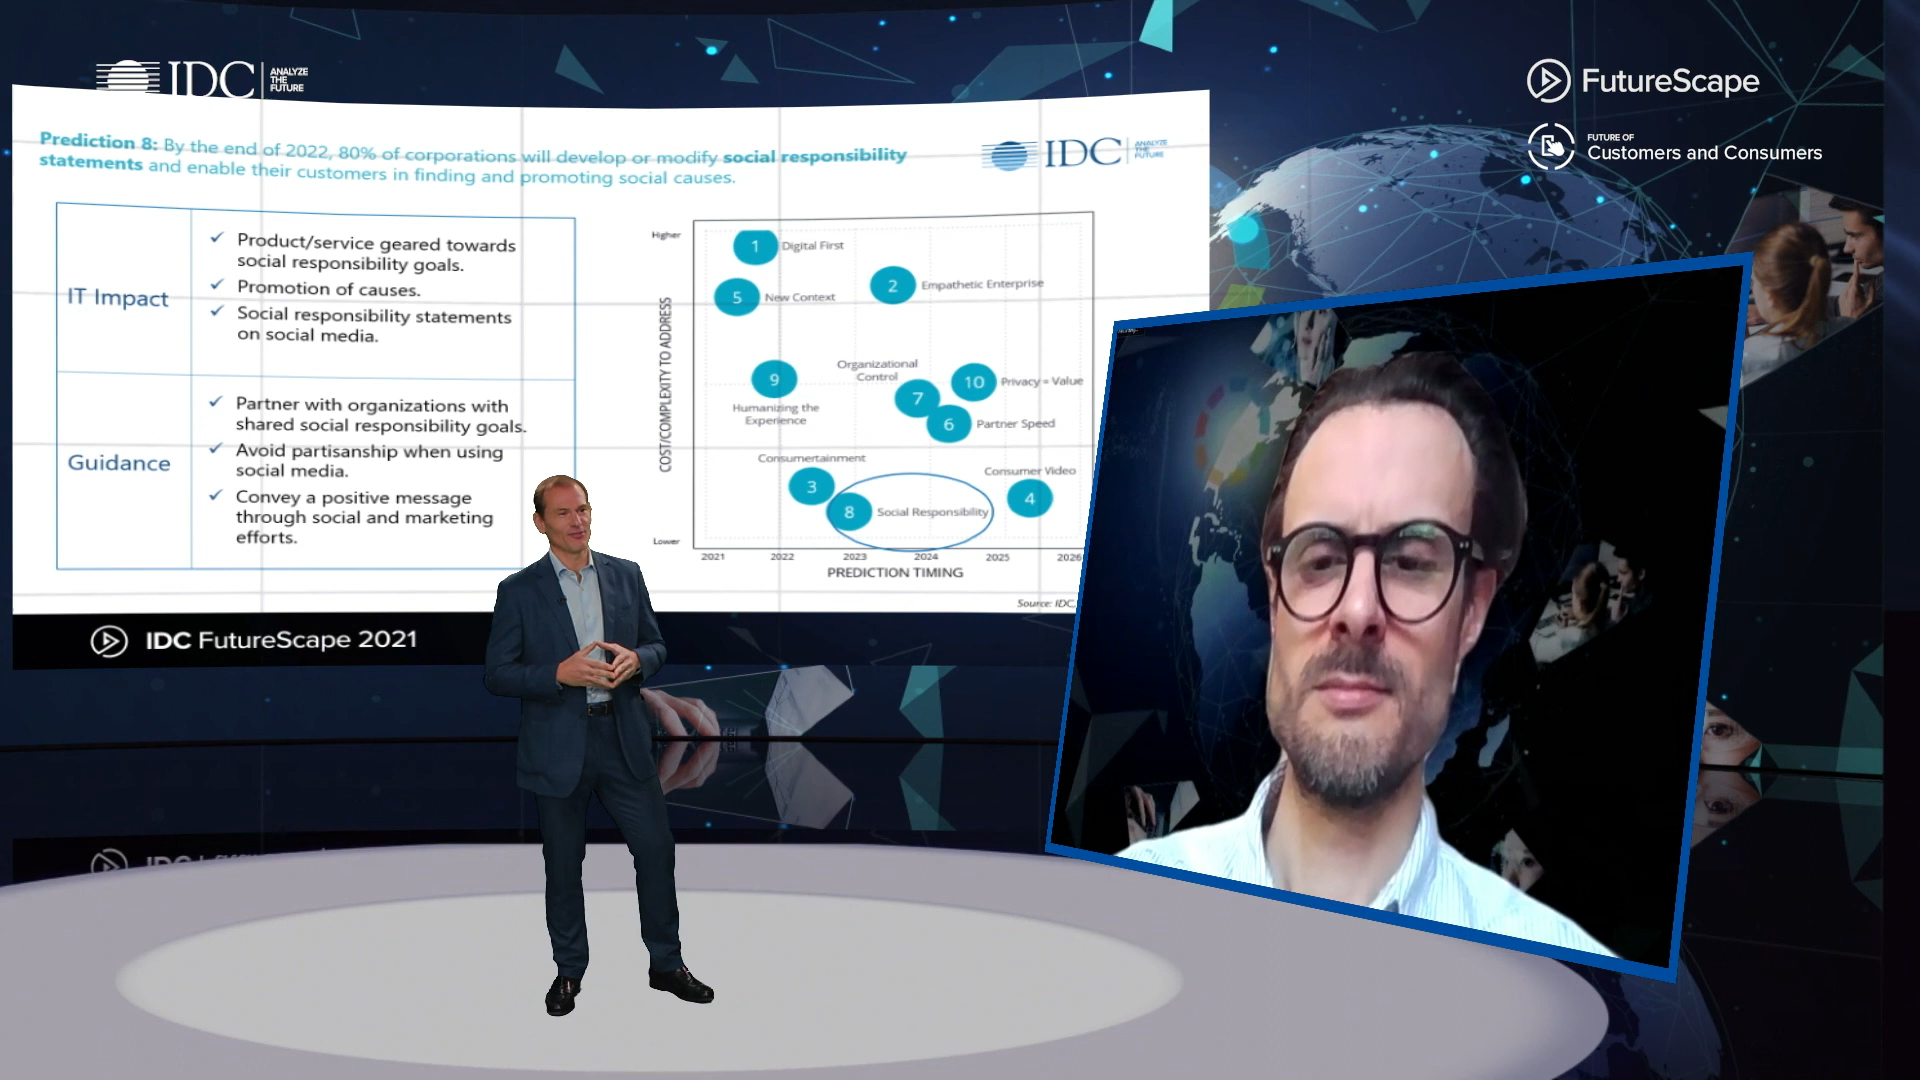 IDC
ANALYZE
THE
FUTURE
FutureScape
FUTURE OF
Customers and Consumers
Prediction 8: By the end of 2022, 80% of corporations will develop or modify social responsibility
statements and enable their customers in finding and promoting social causes.
IDC
ANALYZE
THE
FUTURE
IT Impact
✓ Product/service geared towards
social responsibility goals.
✓ Promotion of causes.
✓ Social responsibility statements
on social media.
Guidance
✓ Partner with organizations with
shared social responsibility goals.
✓ Avoid partisanship when using
social media.
✓ Convey a positive message
through social and marketing
efforts.
COST/COMPLEXITY TO ADDRESS
Higher
1 Digital First
2 Empathetic Enterprise
5 New Context
Organizational
Control
9
10 Privacy = Value
7
Humanizing the
Experience
6 Partner Speed
Consumertainment
Consumer Video
3
4
8 Social Responsibility
Lower
2021 2022 2023 2024 2025 2026
PREDICTION TIMING
Source: IDC
IDC FutureScape 2021